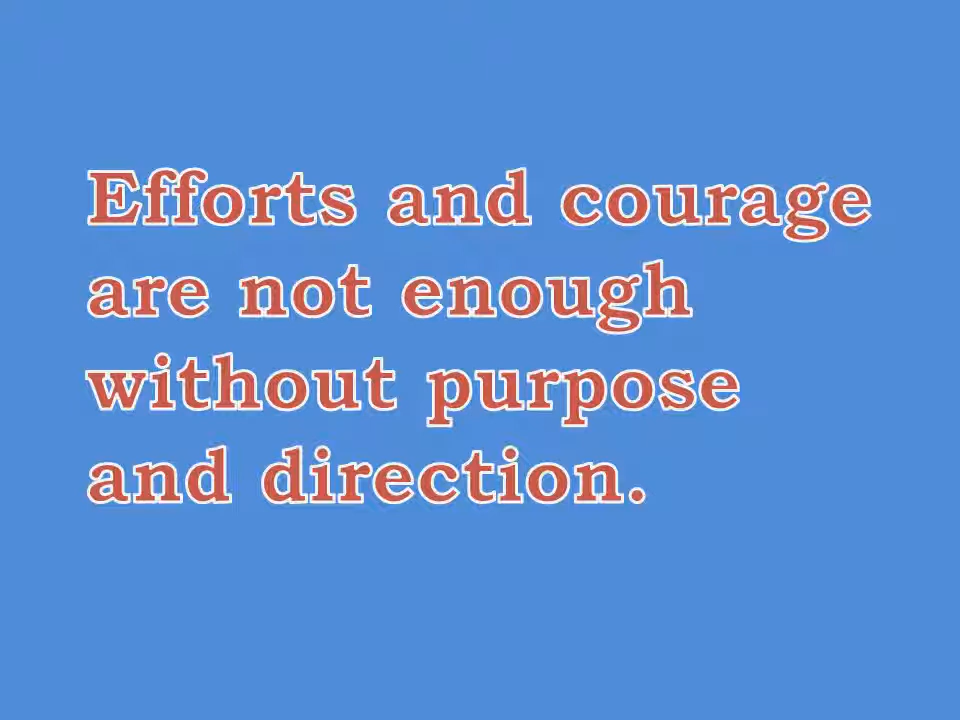 Efforts and courage
are not enough
without purpose
and direction.